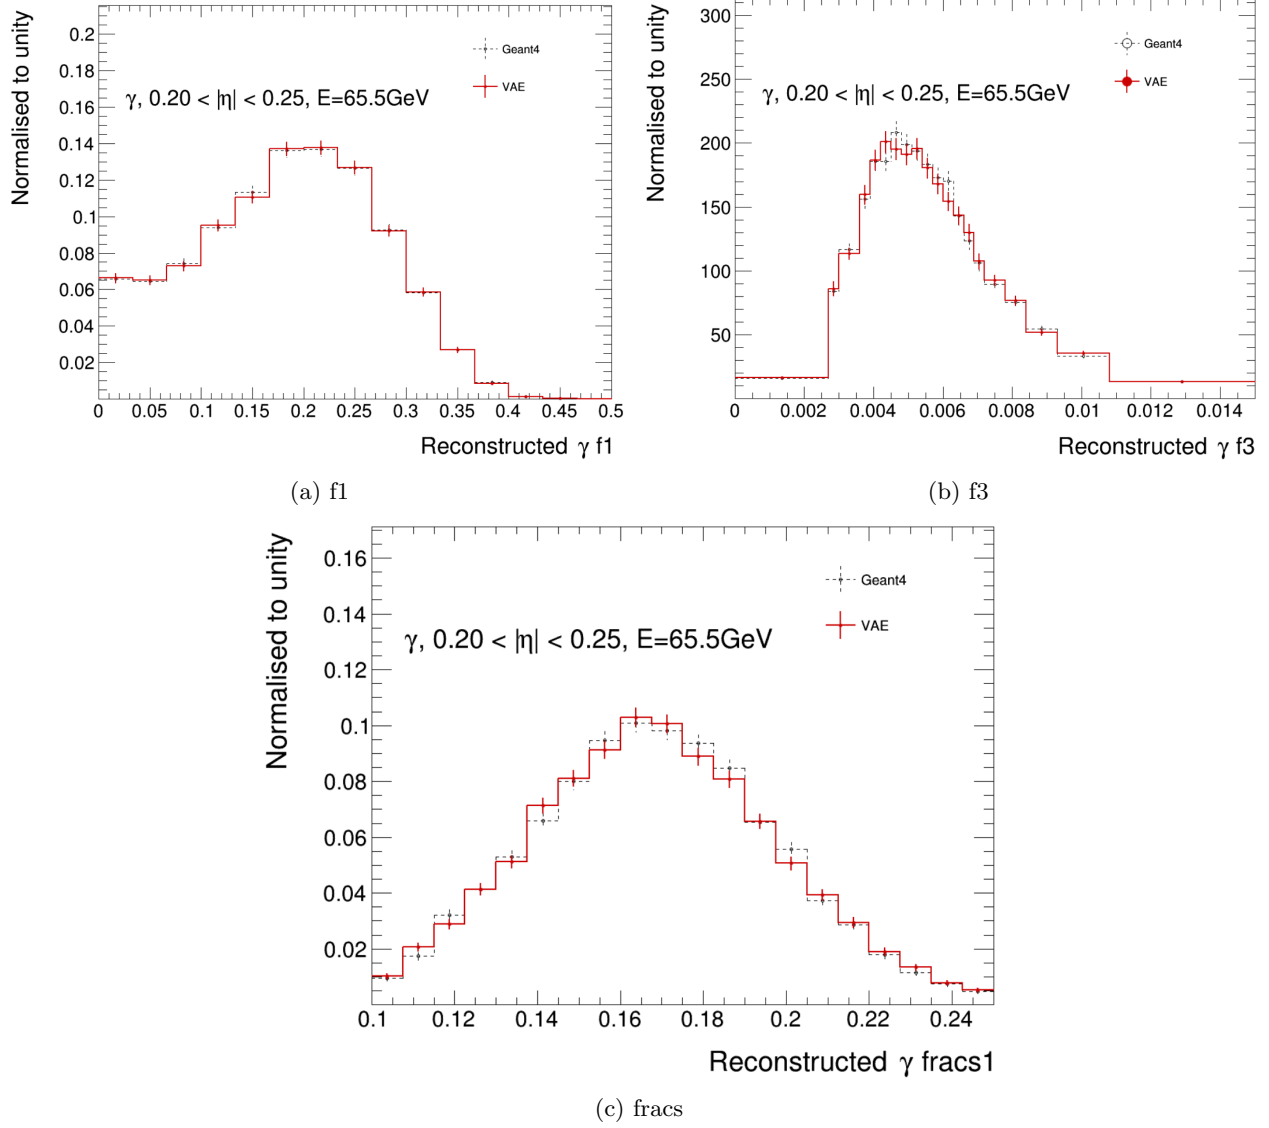 Normalised to unity
0.2
0.18
0.16
0.14
0.12
0.1
0.08
0.06
0.04
0.02
γ, 0.20 < |η| < 0.25, E=65.5GeV
Geant4
VAE
0 0.05 0.1 0.15 0.2 0.25 0.3 0.35 0.4 0.45 0.5
Reconstructed γ f1
(a) f1
Normalised to unity
300
250
200
150
100
50
γ, 0.20 < |η| < 0.25, E=65.5GeV
Geant4
VAE
0 0.002 0.004 0.006 0.008 0.01 0.012 0.014
Reconstructed γ f3
(b) f3
Normalised to unity
0.16
0.14
0.12
0.1
0.08
0.06
0.04
0.02
γ, 0.20 < |η| < 0.25, E=65.5GeV
Geant4
VAE
0.1 0.12 0.14 0.16 0.18 0.2 0.22 0.24
Reconstructed γ fracs1
(c) fracs